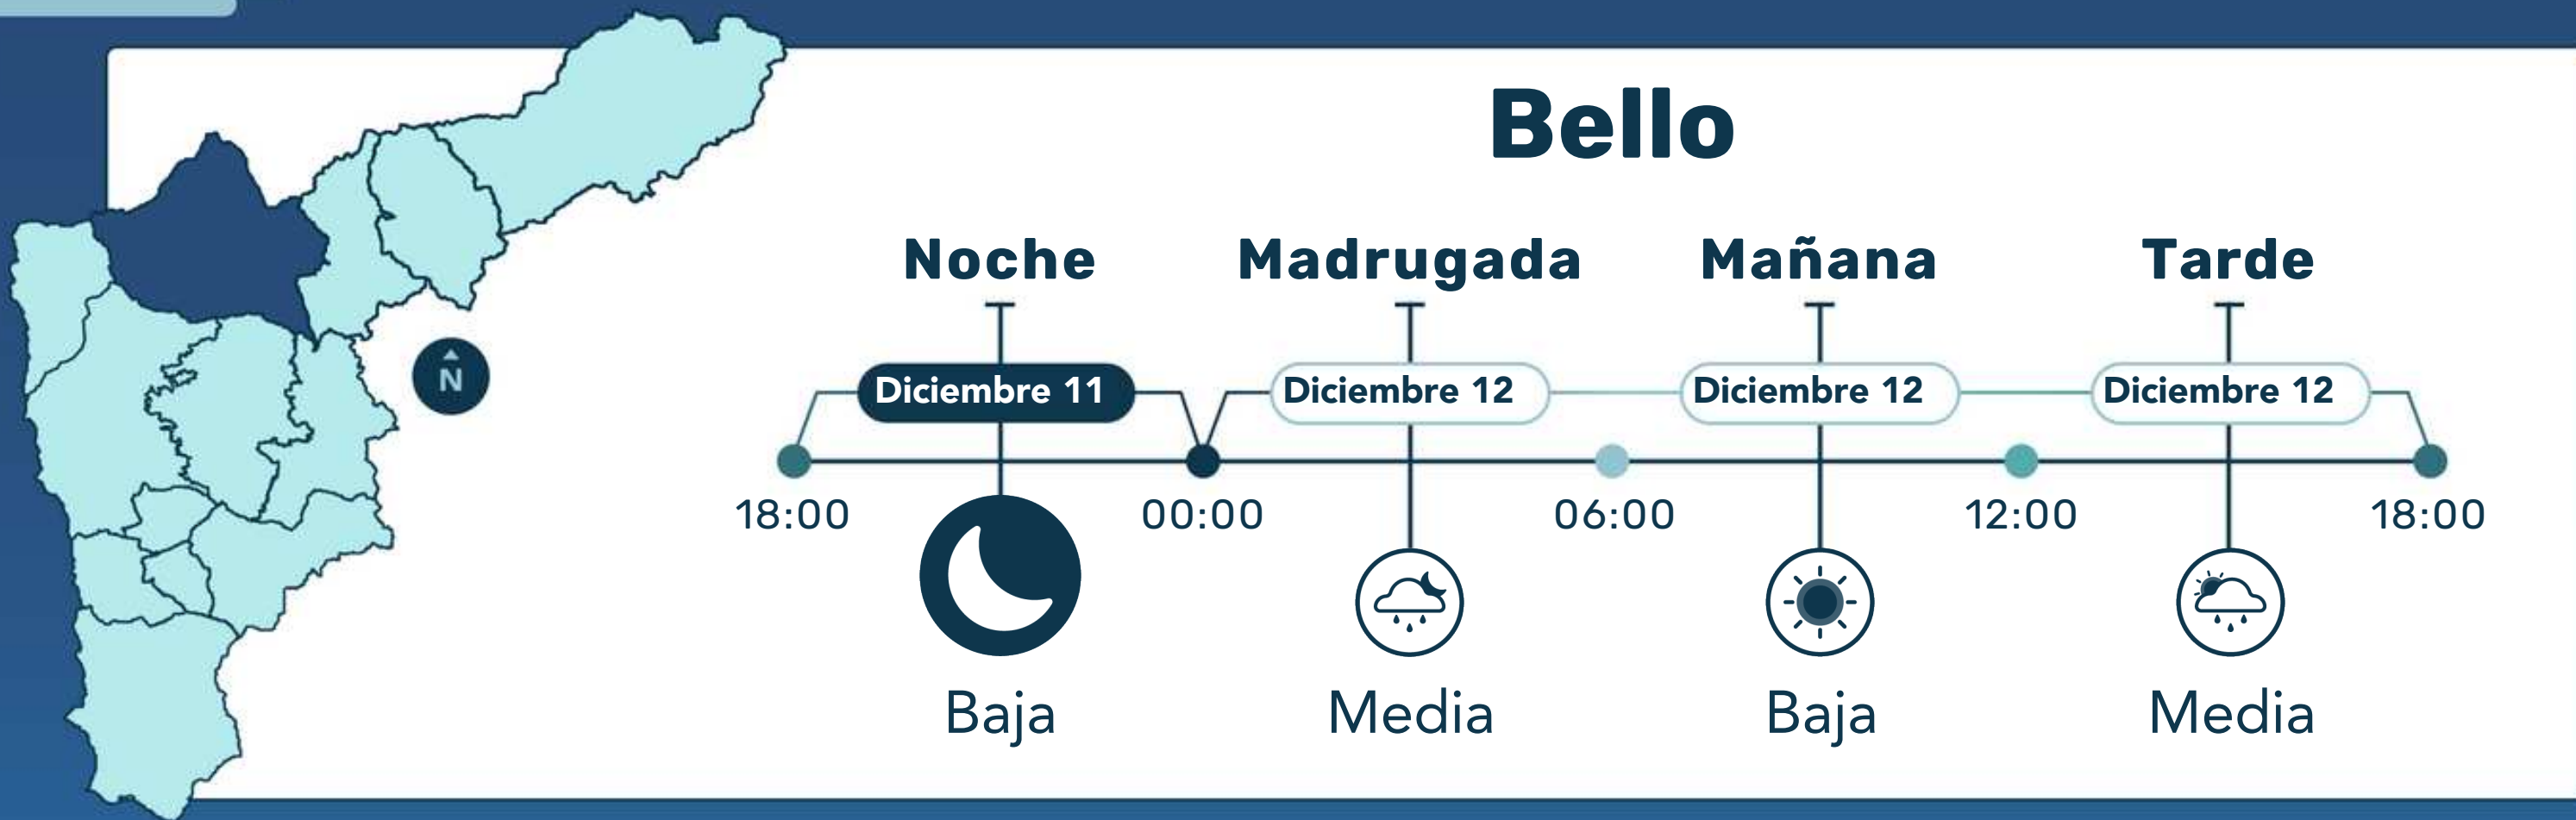 Bello
Noche Madrugada Mañana Tarde
N
Diciembre 11 Diciembre 12 Diciembre 12 Diciembre 12
18:00 00:00 06:00 12:00 18:00
Baja Media Baja Media